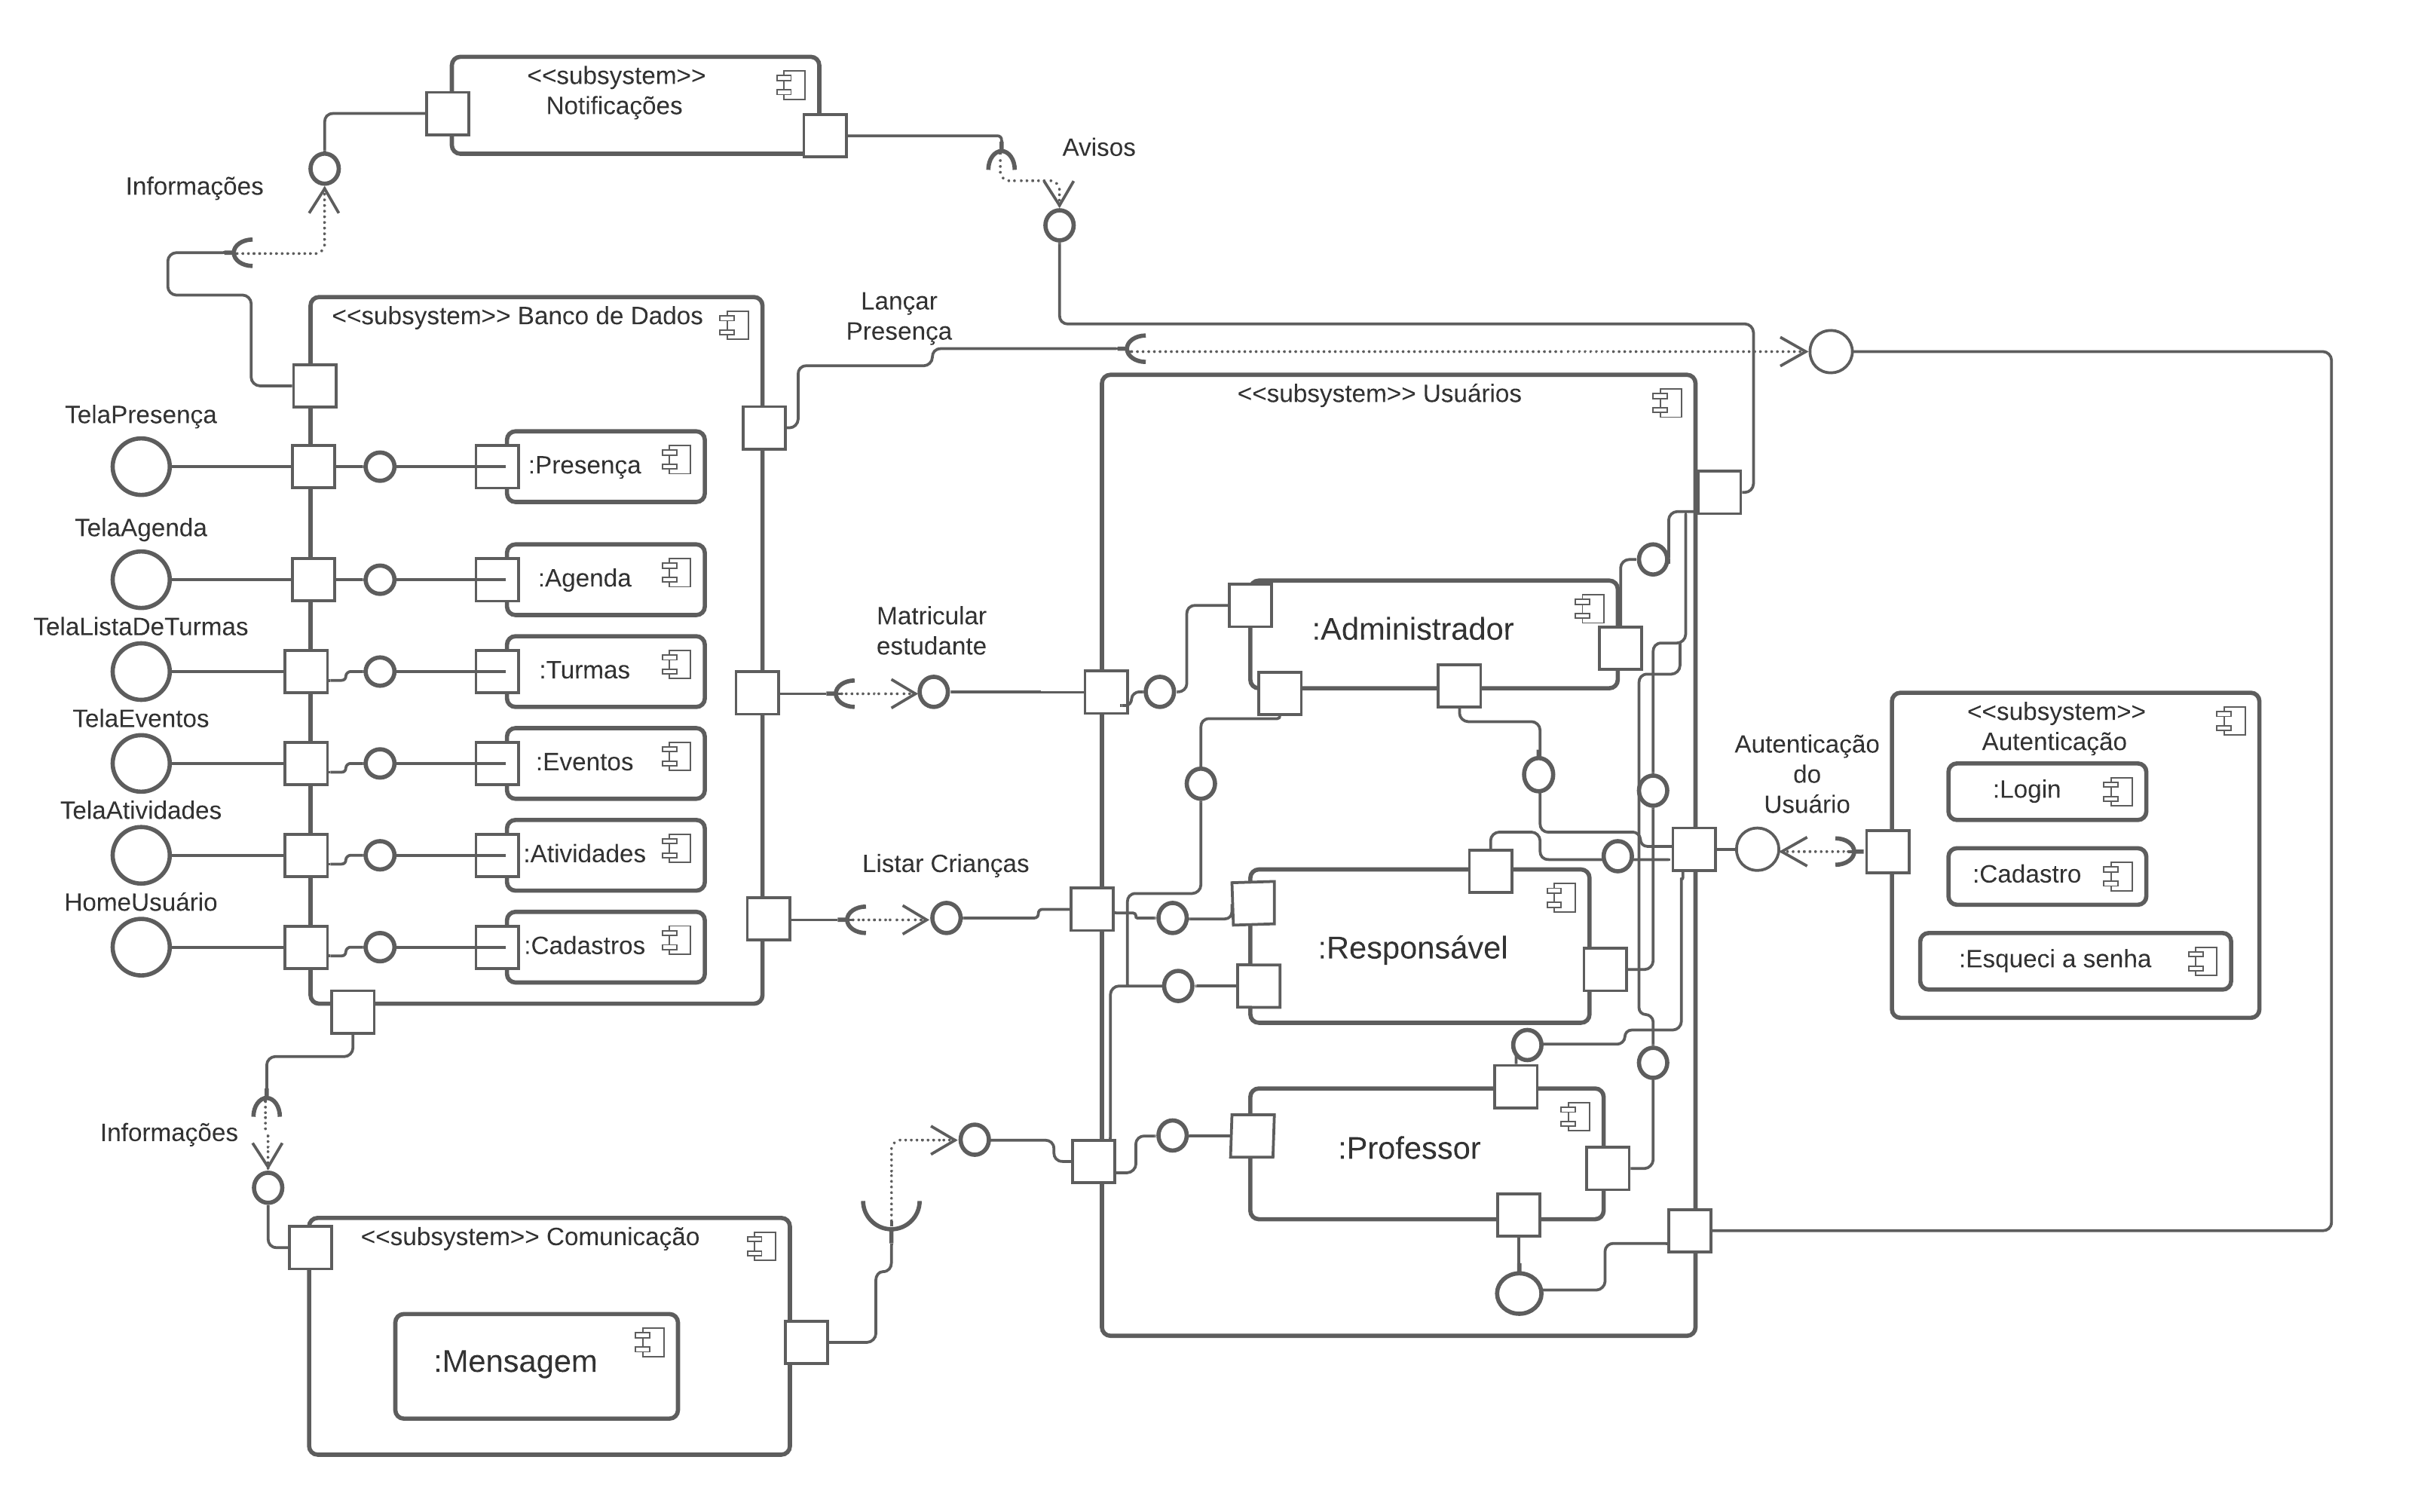 <<subsystem>>
Notificações
Avisos
Informações
Lançar
Presença
<<subsystem>> Banco de Dados
<<subsystem>> Usuários
TelaPresença
:Presença
TelaAgenda
:Agenda
TelaListaDeTurmas
:Turmas
TelaEventos
:Eventos
TelaAtividades
:Atividades
HomeUsuário
:Cadastros
Matricular
estudante
Listar Crianças
:Administrador
:Responsável
:Professor
Autenticação
do
Usuário
<<subsystem>>
Autenticação
:Login
:Cadastro
:Esqueci a senha
Informações
<<subsystem>> Comunicação
:Mensagem